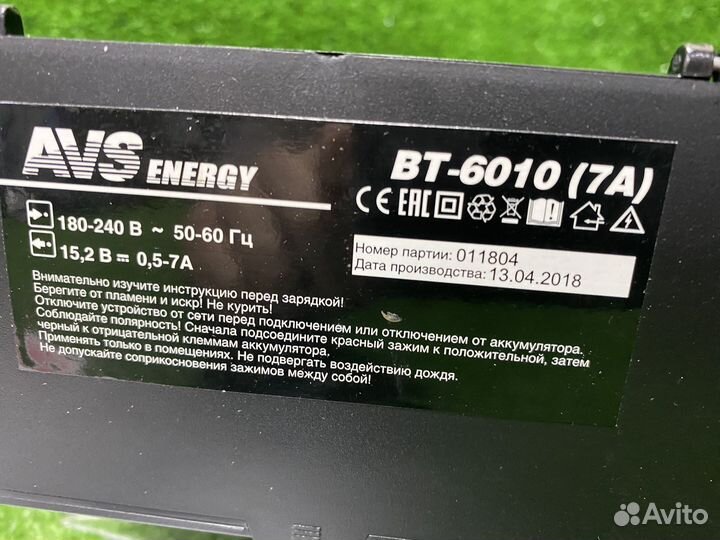 AVS ENERGY
BT-6010 (7A)
CE EAC
180-240 В ~ 50-60 Гц
15,2 В = 0,5-7А
Номер партии: 011804
Дата производства: 13.04.2018
Внимательно изучите инструкцию перед зарядкой!
Берегите от пламени и искр! Не курить!
Отключите устройство от сети перед подключением или отключением от аккумулятора.
Соблюдайте полярность! Сначала подсоедините красный зажим к положительной, затем
черный к отрицательной клеммам аккумулятора.
Применять только в помещениях. Не подвергать воздействию дождя.
Не допускайте соприкосновения зажимов между собой!
Avito